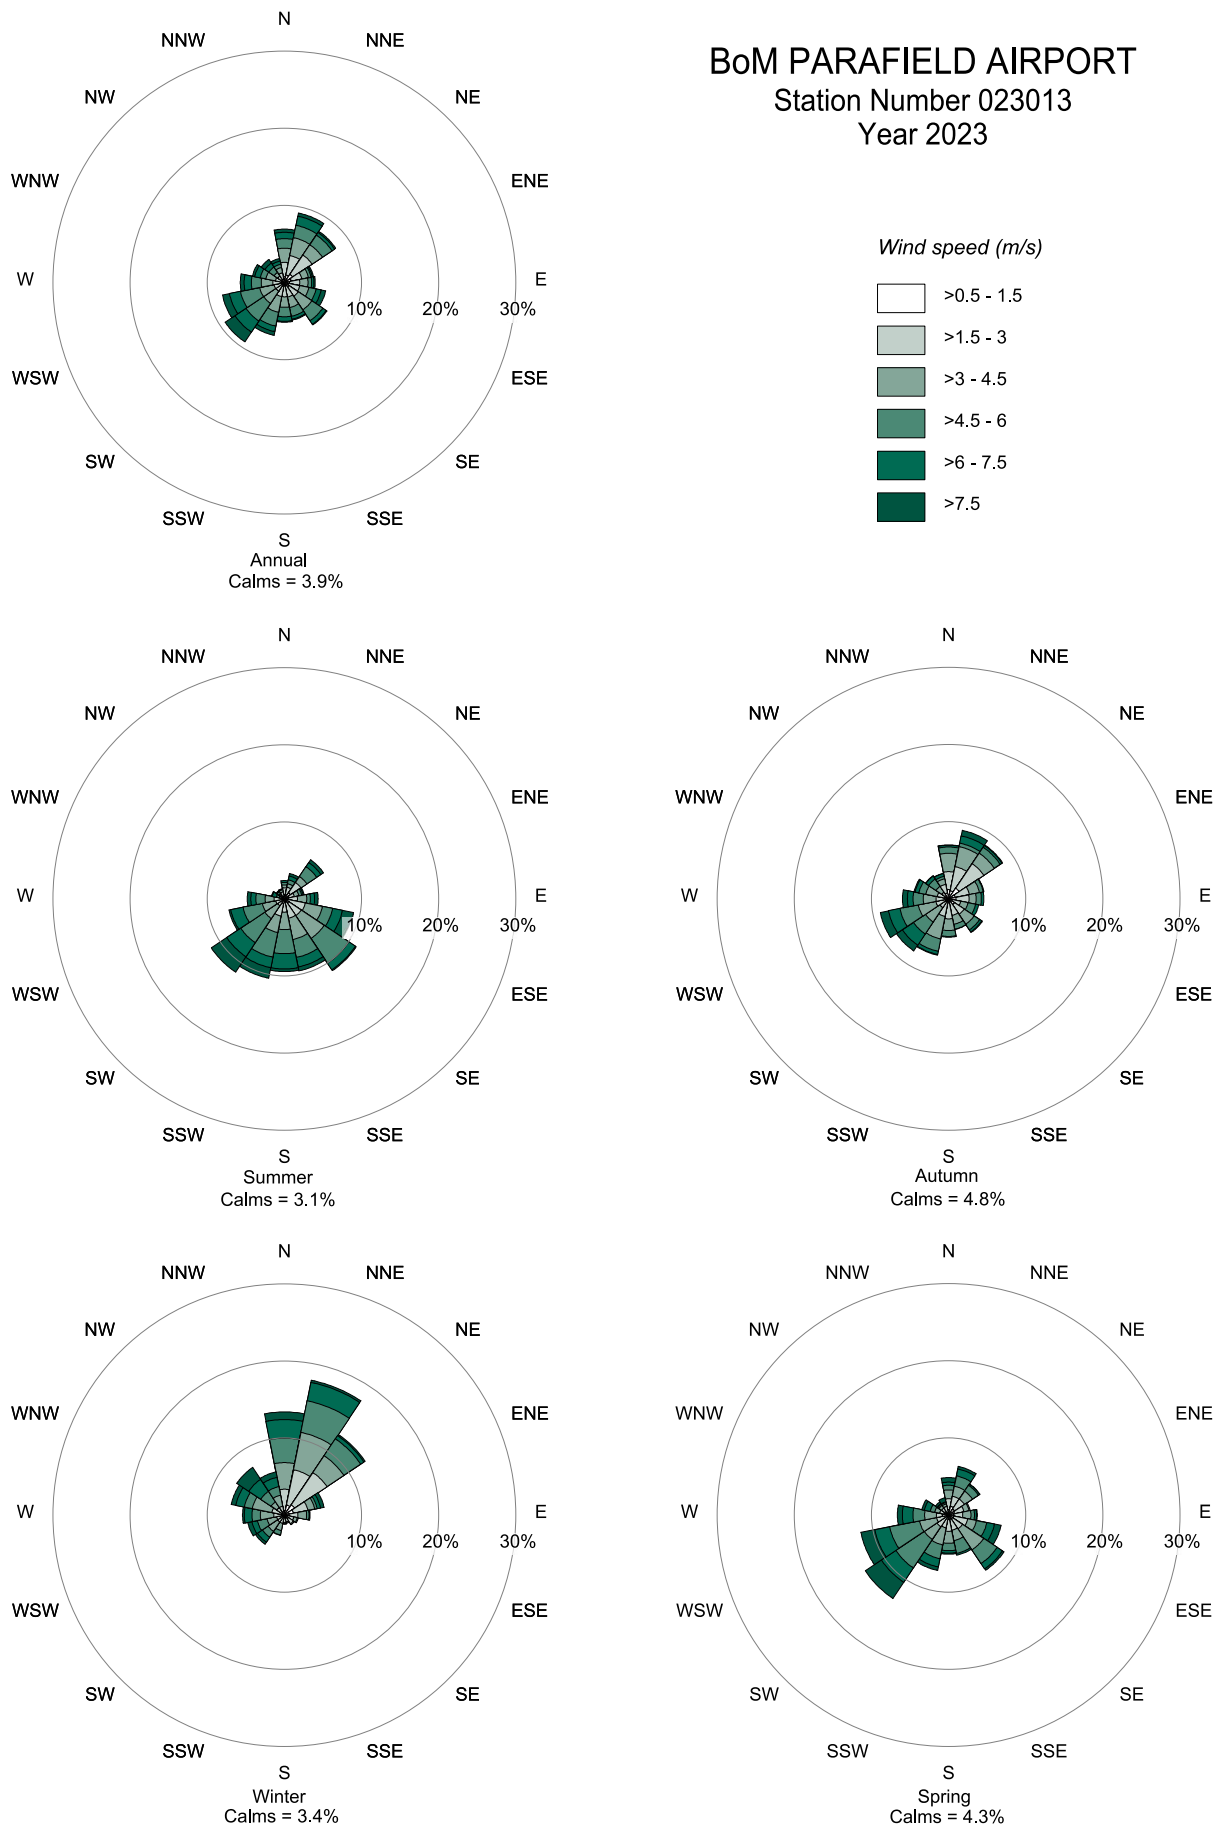 BoM PARAFIELD AIRPORT
Station Number 023013
Year 2023
Wind speed (m/s)
>0.5 - 1.5
>1.5 - 3
>3 - 4.5
>4.5 - 6
>6 - 7.5
>7.5
N
NNW
NNE
NW
NE
WNW
ENE
W
E
10%
20%
30%
WSW
ESE
SW
SE
SSW
SSE
S
Annual
Calms = 3.9%
N
NNW
NNE
NW
NE
WNW
ENE
W
E
10%
20%
30%
WSW
ESE
SW
SE
SSW
SSE
S
Summer
Calms = 3.1%
N
NNW
NNE
NW
NE
WNW
ENE
W
E
10%
20%
30%
WSW
ESE
SW
SE
SSW
SSE
S
Autumn
Calms = 4.8%
N
NNW
NNE
NW
NE
WNW
ENE
W
E
10%
20%
30%
WSW
ESE
SW
SE
SSW
SSE
S
Winter
Calms = 3.4%
N
NNW
NNE
NW
NE
WNW
ENE
W
E
10%
20%
30%
WSW
ESE
SW
SE
SSW
SSE
S
Spring
Calms = 4.3%